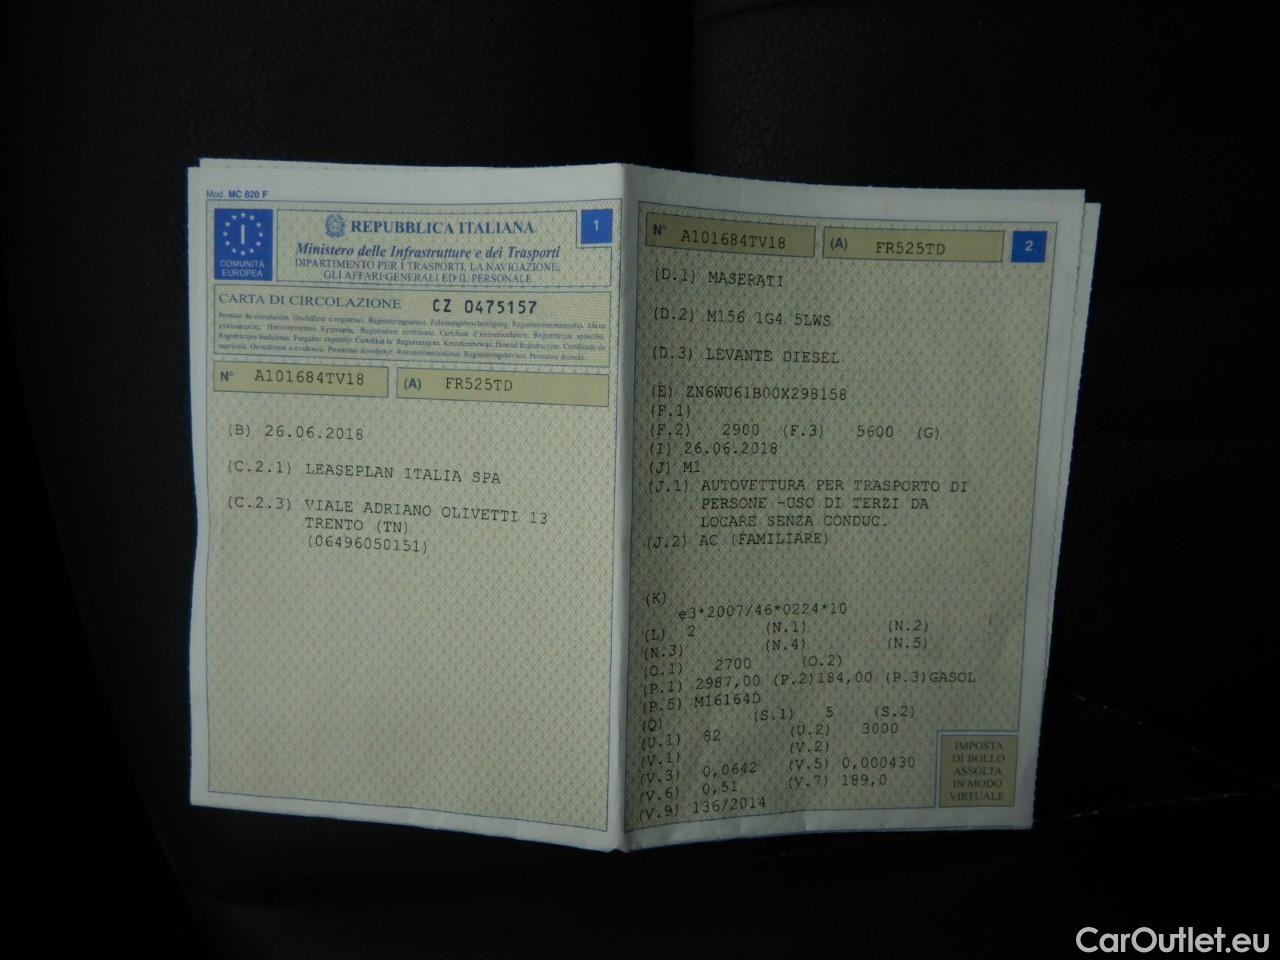 Mod. MC 820 F
COMUNITÀ
EUROPEA
I
REPUBBLICA ITALIANA
Ministero delle Infrastrutture e dei Trasporti
DIPARTIMENTO PER I TRASPORTI, LA NAVIGAZIONE,
GLI AFFARI GENERALI ED IL PERSONALE
1
CARTA DI CIRCOLAZIONE CZ 0475157
N° A101684TV18 (A) FR525TD
(B) 26.06.2018
(C.2.1) LEASEPLAN ITALIA SPA
(C.2.3) VIALE ADRIANO OLIVETTI 13
TRENTO (TN)
(06496050151)
N° A101684TV18 (A) FR525TD 2
(D.1) MASERATI
(D.2) M156 1G4 5LWS
(D.3) LEVANTE DIESEL
(E) ZN6WU61B00X298158
(F.1)
(F.2) 2900 (F.3) 5600 (G)
(I) 26.06.2018
(J) M1
(J.1) AUTOVETTURA PER TRASPORTO DI
PERSONE -USO DI TERZI DA
LOCARE SENZA CONDUC.
(J.2) AC (FAMILIARE)
(K)
e3*2007/46*0224*10
(L) 2 (N.1) (N.2)
(N.3) (N.4) (N.5)
(O.1) 2700 (O.2)
(P.1) 2987,00 (P.2)184,00 (P.3)GASOL
(P.5) M16164D
(Q) (S.1) 5 (S.2)
(U.1) 82 (U.2) 3000
(V.1) (V.2)
(V.3) 0,0642 (V.5) 0,000430
(V.6) 0,51 (V.7) 189,0
(V.9) 136/2014
IMPOSTA
DI BOLLO
ASSOLTA
IN MODO
VIRTUALE
CarOutlet.eu